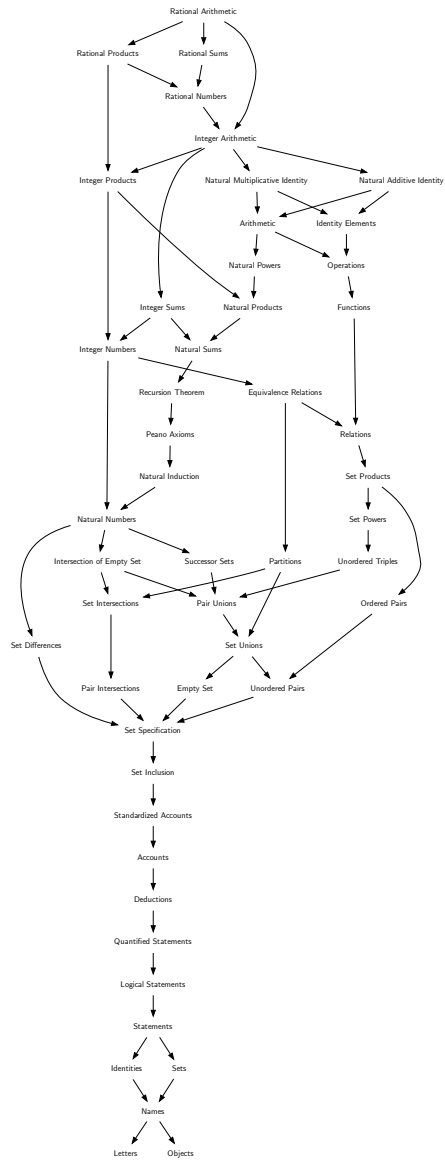 Rational Arithmetic
Rational Products
Rational Sums
Rational Numbers
Integer Arithmetic
Integer Products
Natural Multiplicative Identity
Natural Additive Identity
Arithmetic
Identity Elements
Natural Powers
Operations
Integer Sums
Natural Products
Functions
Integer Numbers
Natural Sums
Recursion Theorem
Equivalence Relations
Peano Axioms
Relations
Natural Induction
Set Products
Natural Numbers
Set Powers
Intersection of Empty Set
Successor Sets
Partitions
Unordered Triples
Set Intersections
Pair Unions
Ordered Pairs
Set Differences
Set Unions
Pair Intersections
Empty Set
Unordered Pairs
Set Specification
Set Inclusion
Standardized Accounts
Accounts
Deductions
Quantified Statements
Logical Statements
Statements
Identities
Sets
Names
Letters
Objects